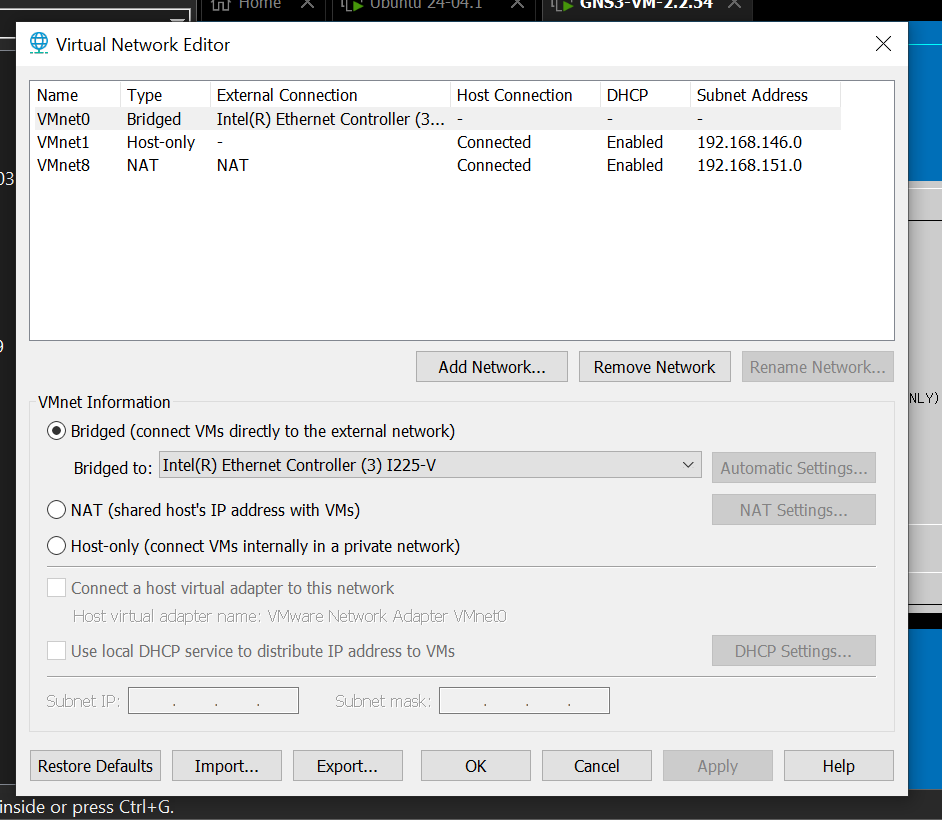 Home
Ubuntu 24-04.1
GNS3-VM-2.2.54
Virtual Network Editor
Name Type External Connection Host Connection DHCP Subnet Address
VMnet0 Bridged Intel(R) Ethernet Controller (3... - - -
VMnet1 Host-only - Connected Enabled 192.168.146.0
VMnet8 NAT NAT Connected Enabled 192.168.151.0
03
9
Add Network... Remove Network Rename Network...
NLY)
VMnet Information
Bridged (connect VMs directly to the external network)
Bridged to: Intel(R) Ethernet Controller (3) I225-V Automatic Settings...
NAT (shared host's IP address with VMs) NAT Settings...
Host-only (connect VMs internally in a private network)
Connect a host virtual adapter to this network
Host virtual adapter name: VMware Network Adapter VMnet0
Use local DHCP service to distribute IP address to VMs DHCP Settings...
Subnet IP: . . . Subnet mask: . . .
Restore Defaults Import... Export... OK Cancel Apply Help
inside or press Ctrl+G.